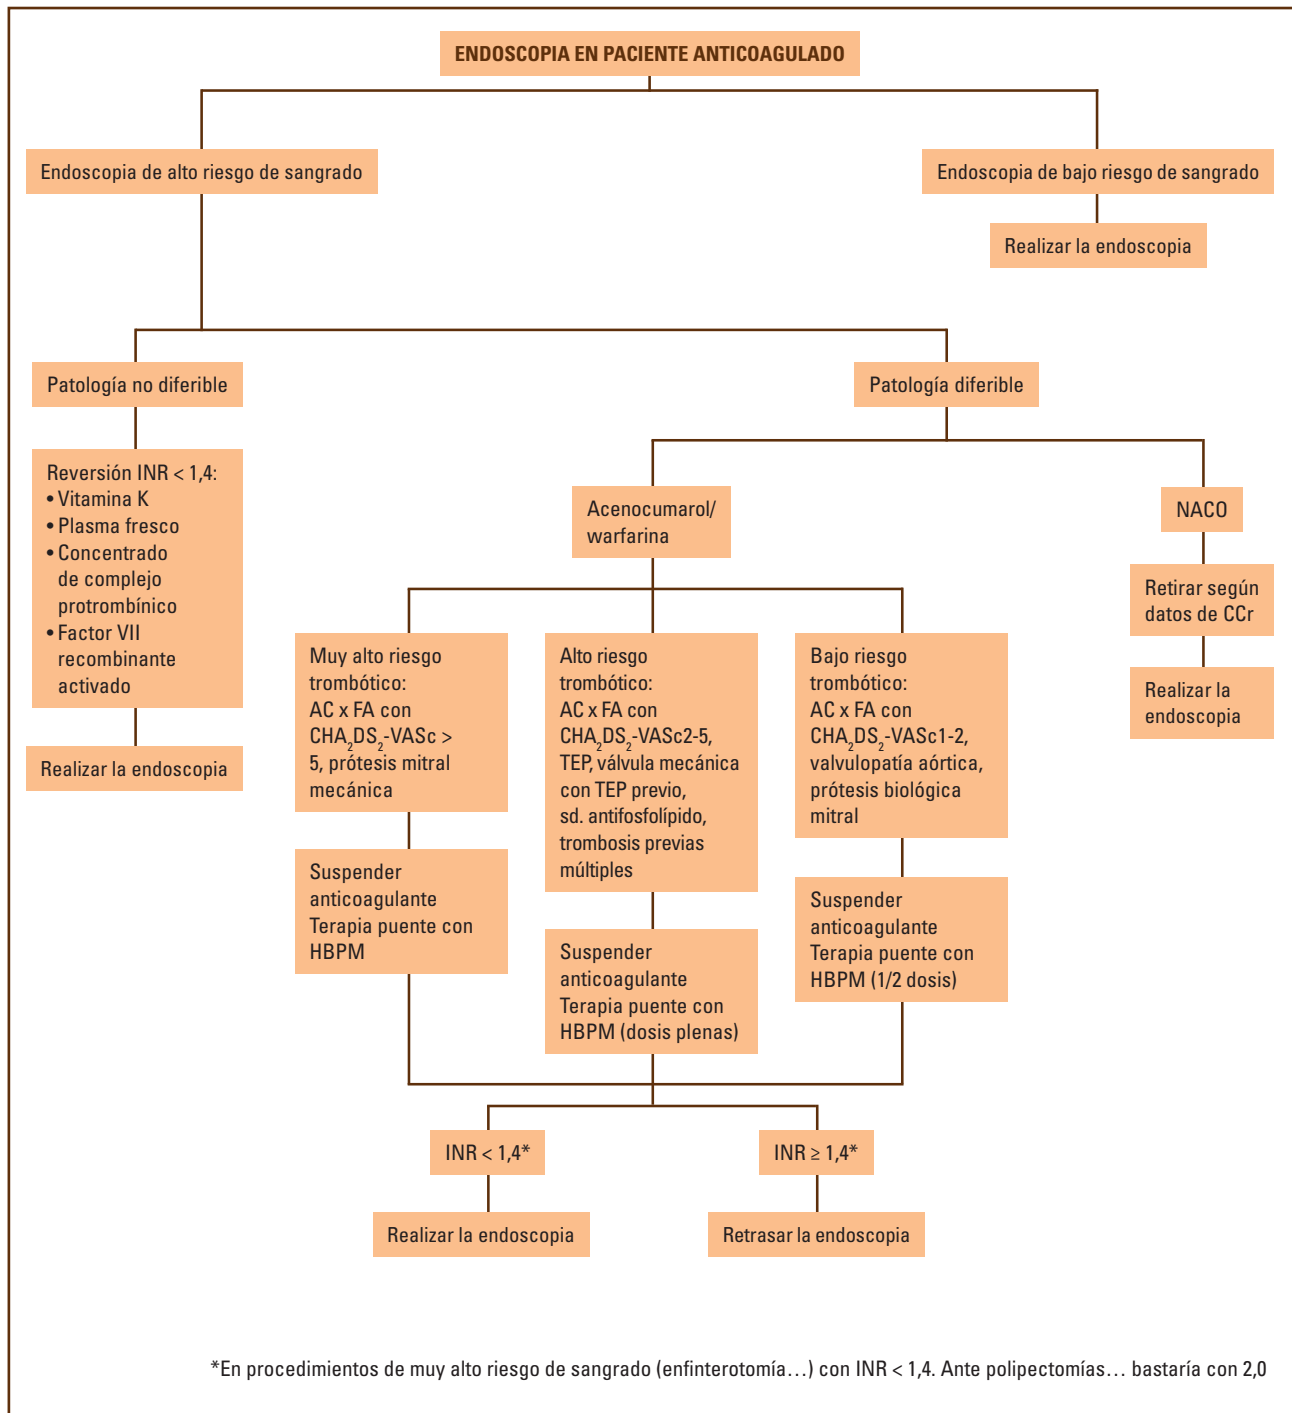 ENDOSCOPIA EN PACIENTE ANTICOAGULADO
Endoscopia de alto riesgo de sangrado
Endoscopia de bajo riesgo de sangrado
Realizar la endoscopia
Patología no diferible
Patología diferible
Reversión INR < 1,4:
• Vitamina K
• Plasma fresco
• Concentrado
de complejo
protrombínico
• Factor VII
recombinante
activado
Realizar la endoscopia
Acenocumarol/
warfarina
NACO
Retirar según
datos de CCr
Realizar la
endoscopia
Muy alto riesgo
trombótico:
AC x FA con
CHA₂DS₂-VASc >
5, prótesis mitral
mecánica
Suspender
anticoagulante
Terapia puente con
HBPM
Alto riesgo
trombótico:
AC x FA con
CHA₂DS₂-VASc2-5,
TEP, válvula mecánica
con TEP previo,
sd. antifosfolípido,
trombosis previas
múltiples
Suspender
anticoagulante
Terapia puente con
HBPM (dosis plenas)
Bajo riesgo
trombótico:
AC x FA con
CHA₂DS₂-VASc1-2,
valvulopatía aórtica,
prótesis biológica
mitral
Suspender
anticoagulante
Terapia puente con
HBPM (1/2 dosis)
INR < 1,4*
INR ≥ 1,4*
Realizar la endoscopia
Retrasar la endoscopia
*En procedimientos de muy alto riesgo de sangrado (enfinterotomía…) con INR < 1,4. Ante polipectomías… bastaría con 2,0